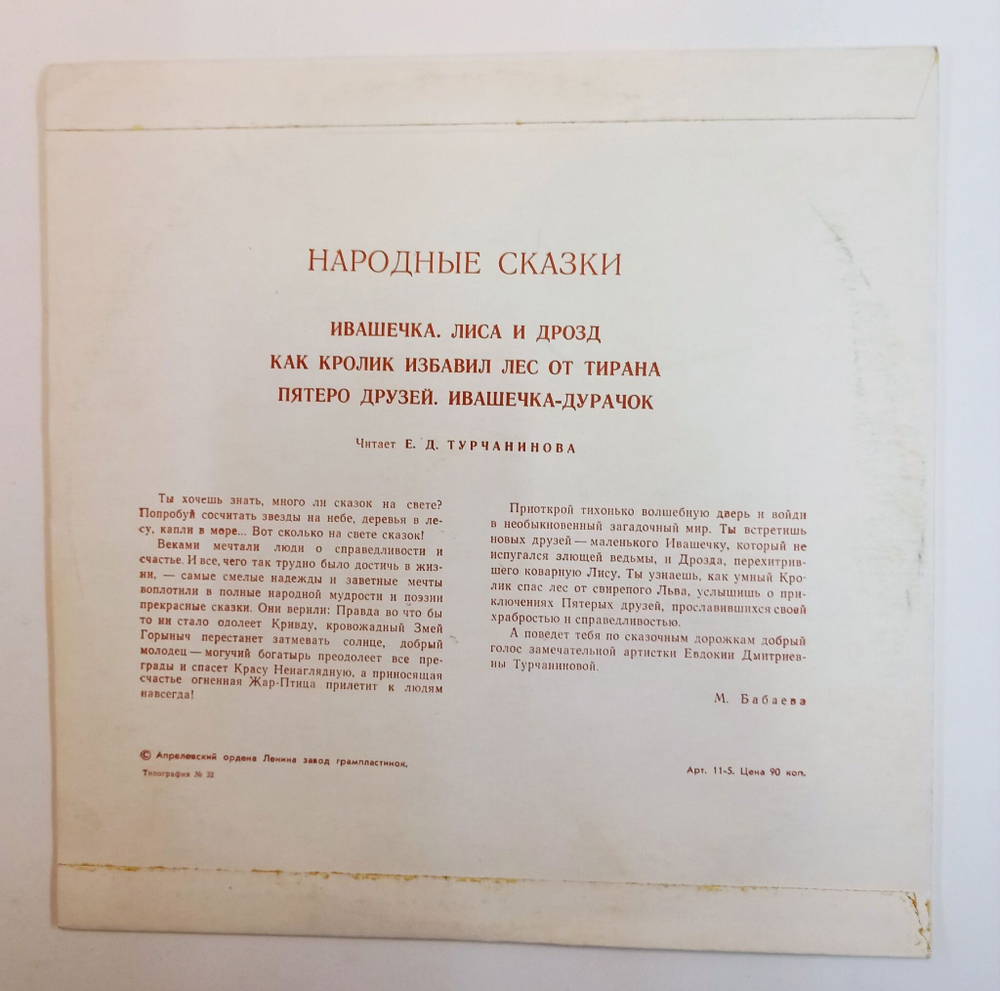 НАРОДНЫЕ СКАЗКИ
ИВАШЕЧКА. ЛИСА И ДРОЗД
КАК КРОЛИК ИЗБАВИЛ ЛЕС ОТ ТИРАНА
ПЯТЕРО ДРУЗЕЙ. ИВАШЕЧКА-ДУРАЧОК
Читает Е. Д. ТУРЧАНИНОВА
Ты хочешь знать, много ли сказок на свете?
Попробуй сосчитать звезды на небе, деревья в ле-
су, капли в море... Вот сколько на свете сказок!
Веками мечтали люди о справедливости и
счастье. И все, чего так трудно было достичь в жиз-
ни, — самые смелые надежды и заветные мечты
воплотили в полные народной мудрости и поэзии
прекрасные сказки. Они верили: Правда во что бы
то ни стало одолеет Кривду, кровожадный Змей
Горыныч перестанет затмевать солнце, добрый
молодец — могучий богатырь преодолеет все пре-
грады и спасет Красу Ненаглядную, а приносящая
счастье огненная Жар-Птица прилетит к людям
навсегда!
Приоткрой тихонько волшебную дверь и войди
в необыкновенный загадочный мир. Ты встретишь
новых друзей — маленького Ивашечку, который не
испугался злющей ведьмы, и Дрозда, перехитрив-
шего коварную Лису. Ты узнаешь, как умный Кро-
лик спас лес от свирепого Льва, услышишь о при-
ключениях Пятерых друзей, прославившихся своей
храбростью и справедливостью.
А поведет тебя по сказочным дорожкам добрый
голос замечательной артистки Евдокии Дмитриев-
ны Турчаниновой.
М. Бабаева
© Апрелевский ордена Ленина завод грампластинок.
Типография № 32
Арт. 11-5. Цена 90 коп.